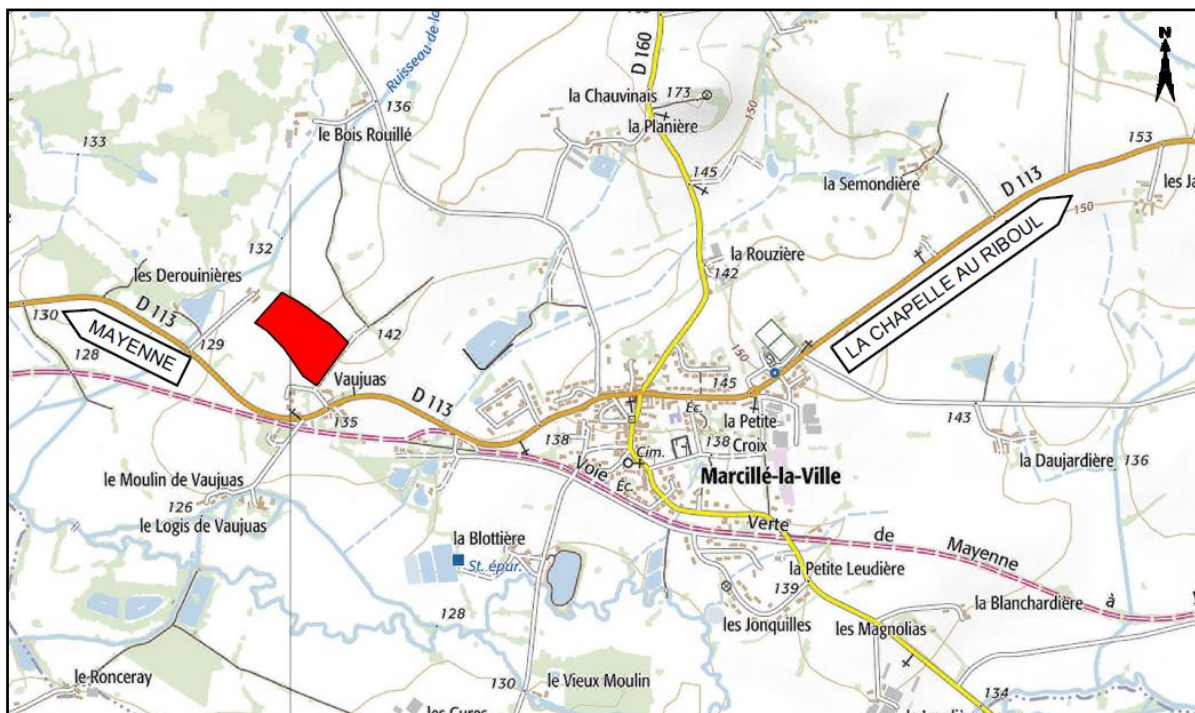 N
D 160
Ruisseau de
136
le Bois Rouillé
133
la Chauvinais
173
la Planière
150
145
153
D 113
la Semondière
150
les Ja
132
la Rouzière
142
LA CHAPELLE AU RIBOUL
les Derouinières
130
D 113
MAYENNE
129
128
142
Vaujuas
135
D 113
150
145
Éc.
la Petite
Croix
138
138
143
Cim.
Éc.
Voie
Marcillé-la-Ville
la Daujardière
136
le Moulin de Vaujuas
126
le Logis de Vaujuas
la Blottière
St. épur.
Verte
de
Mayenne
à
la Petite Leudière
139
la Blanchardière
128
les Jonquilles
les Magnolias
le Ronceray
130
le Vieux Moulin
134